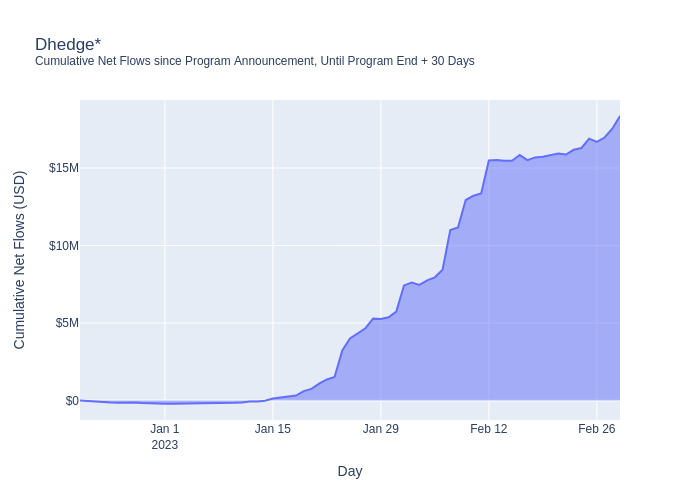 Dhedge*
Cumulative Net Flows since Program Announcement, Until Program End + 30 Days
Cumulative Net Flows (USD)
$15M
$10M
$5M
$0
Jan 1
2023
Jan 15
Jan 29
Feb 12
Feb 26
Day